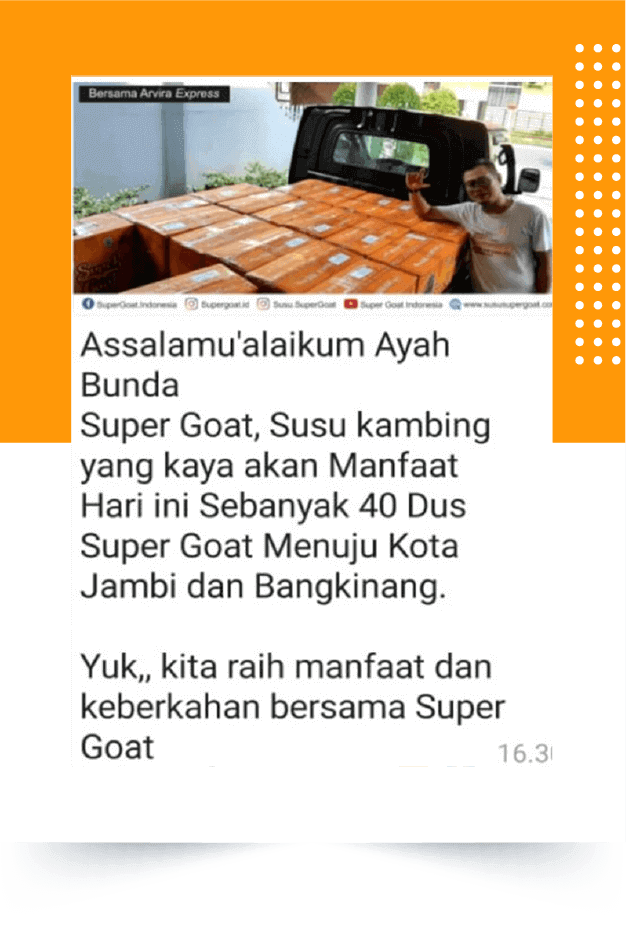 Bersama Arvira Express
SuperGoat.Indonesia Supergoat.id Susu SuperGoat Super Goat Indonesia www.sususupergoat.co
Assalamu'alaikum Ayah
Bunda
Super Goat, Susu kambing
yang kaya akan Manfaat
Hari ini Sebanyak 40 Dus
Super Goat Menuju Kota
Jambi dan Bangkinang.
Yuk,, kita raih manfaat dan
keberkahan bersama Super
Goat
16.3